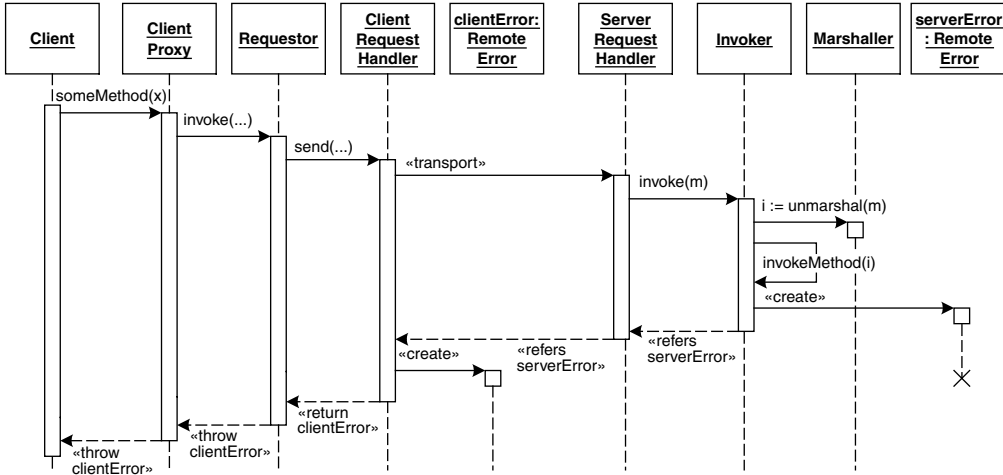 Client
Client
Proxy
Requestor
Client
Request
Handler
clientError:
Remote
Error
Server
Request
Handler
Invoker
Marshaller
serverError
: Remote
Error
someMethod(x)
invoke(...)
send(...)
«transport»
invoke(m)
i := unmarshal(m)
invokeMethod(i)
«create»
«refers
serverError»
«refers
serverError»
«create»
«return
clientError»
«throw
clientError»
«throw
clientError»